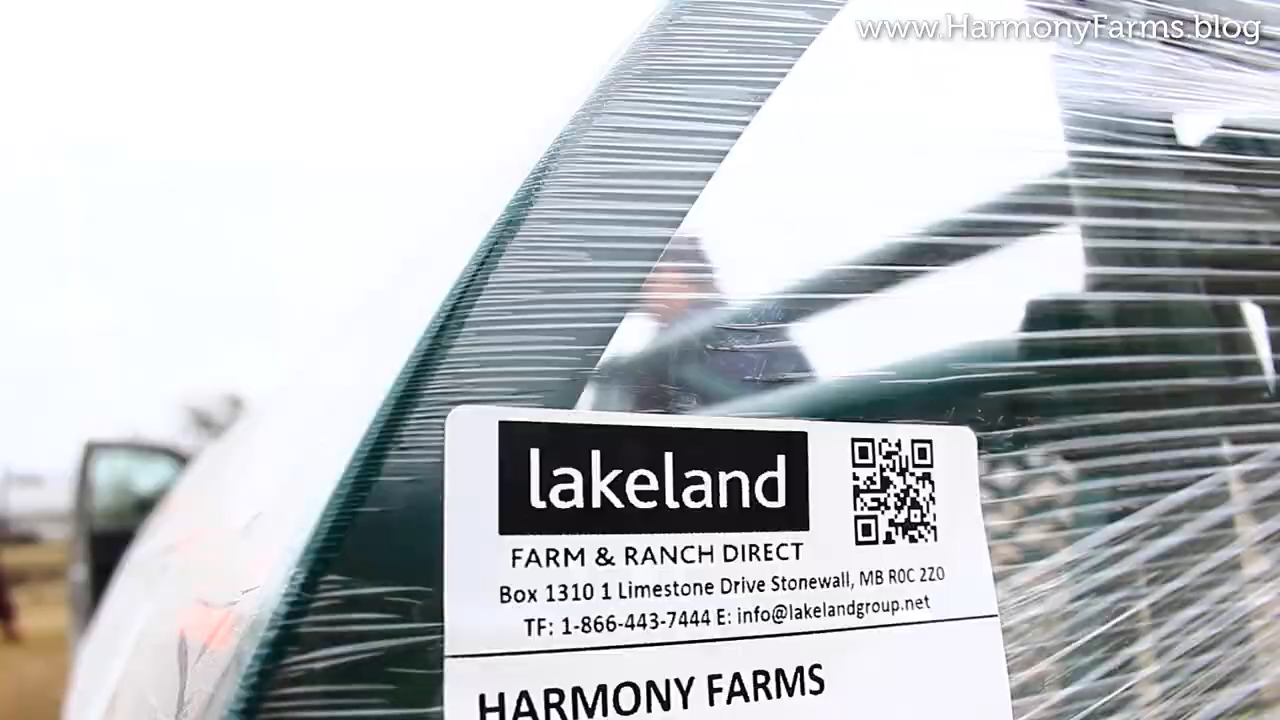 www.HarmonyFarms.blog
lakeland
FARM & RANCH DIRECT
Box 1310 1 Limestone Drive Stonewall, MB R0C 2Z0
TF: 1-866-443-7444 E: info@lakelandgroup.net
HARMONY FARMS